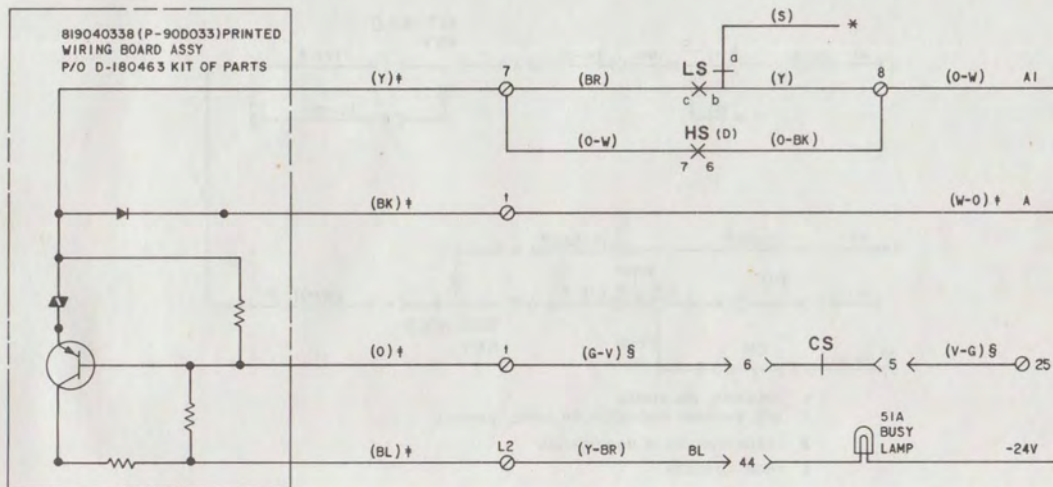 819040338 (P-90D033) PRINTED
WIRING BOARD ASSY
P/O D-180463 KIT OF PARTS
(S) *
(Y)‡ 7 (BR) LS a (Y) 8 (O-W) A1
c b
(O-W) HS (D) (O-BK)
7 6
(BK)‡ † (W-O)‡ A
(O)‡ † (G-V)§ 6 CS 5 (V-G)§ 25
51A
BUSY
LAMP
(BL)‡ L2 (Y-BR) BL 44 -24V